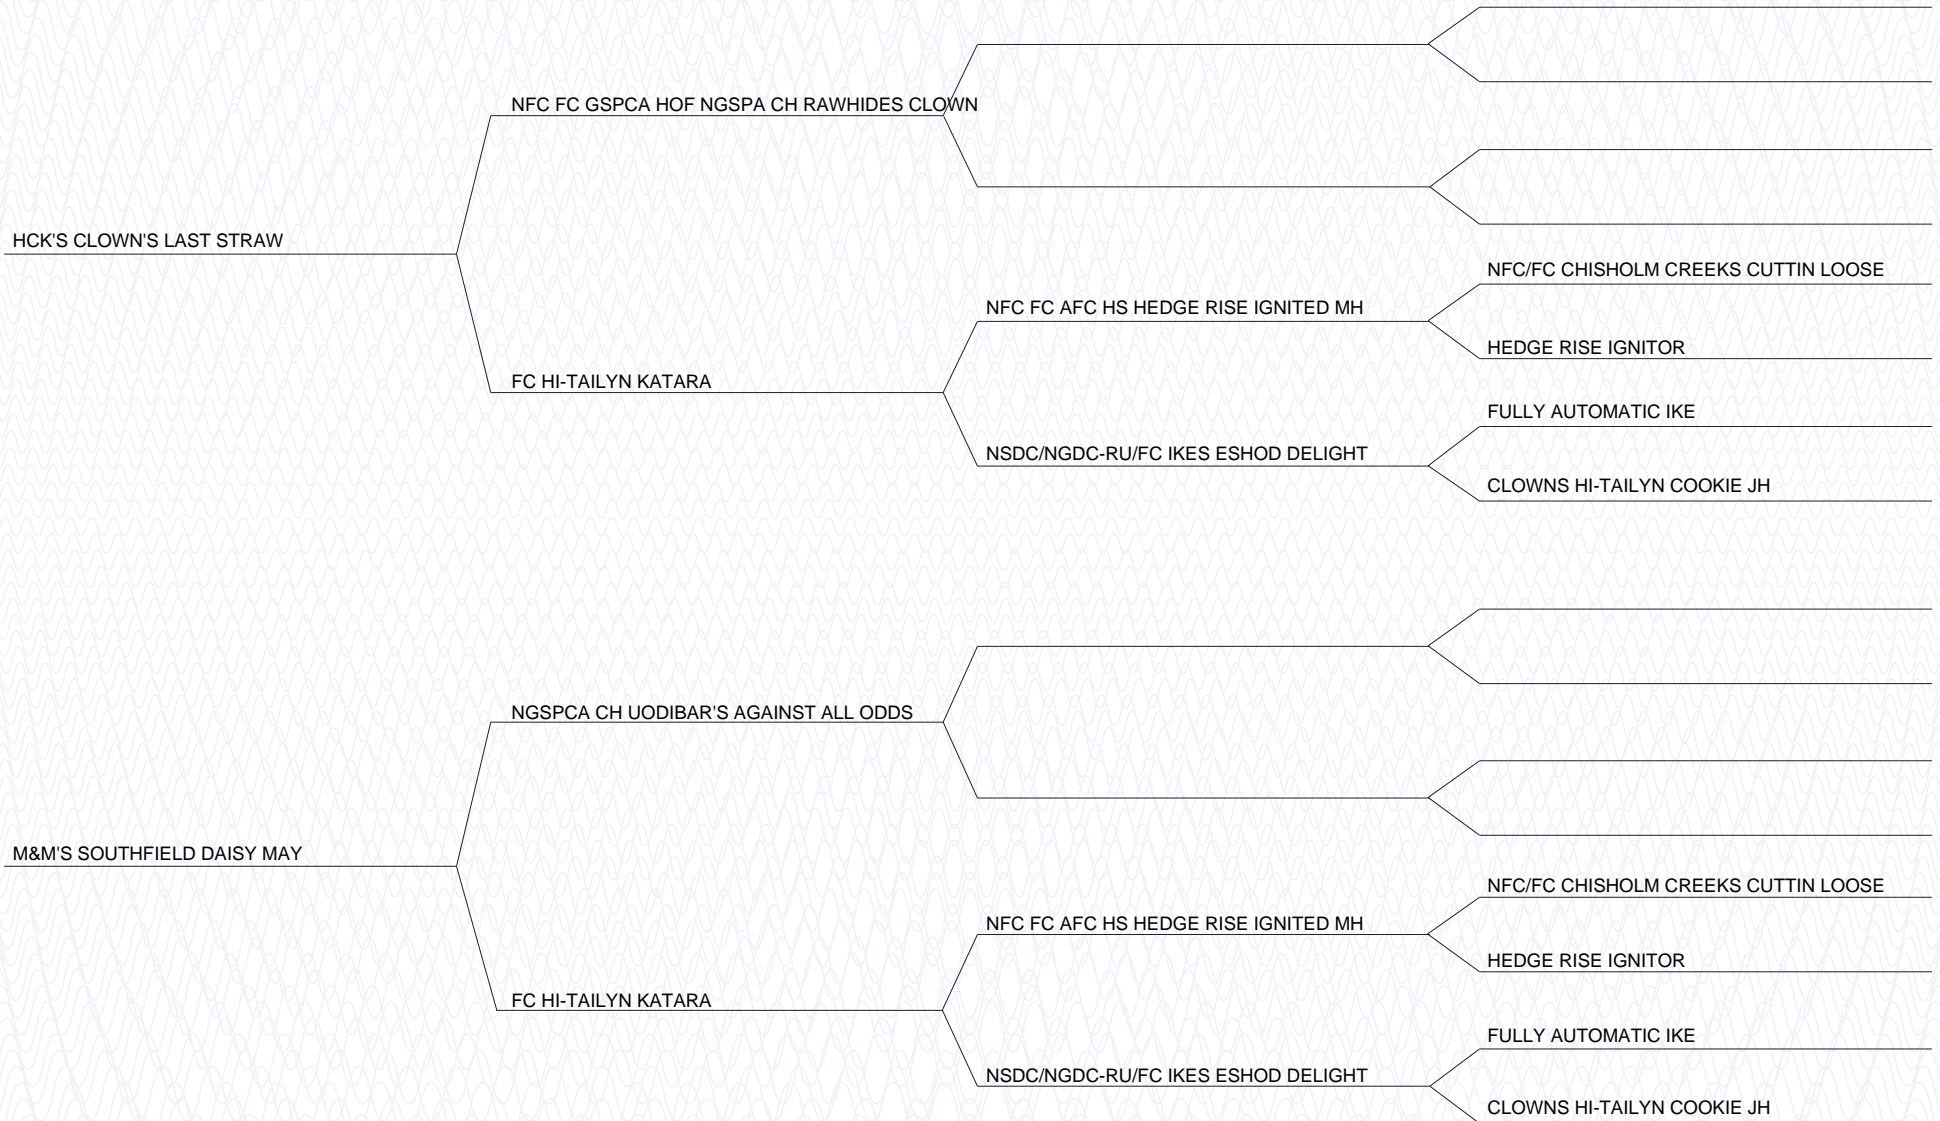 NFC FC GSPCA HOF NGSPA CH RAWHIDES CLOWN
HCK'S CLOWN'S LAST STRAW
NFC/FC CHISHOLM CREEKS CUTTIN LOOSE
NFC FC AFC HS HEDGE RISE IGNITED MH
HEDGE RISE IGNITOR
FC HI-TAILYN KATARA
FULLY AUTOMATIC IKE
NSDC/NGDC-RU/FC IKES ESHOD DELIGHT
CLOWNS HI-TAILYN COOKIE JH
NGSPCA CH UODIBAR'S AGAINST ALL ODDS
M&M'S SOUTHFIELD DAISY MAY
NFC/FC CHISHOLM CREEKS CUTTIN LOOSE
NFC FC AFC HS HEDGE RISE IGNITED MH
HEDGE RISE IGNITOR
FC HI-TAILYN KATARA
FULLY AUTOMATIC IKE
NSDC/NGDC-RU/FC IKES ESHOD DELIGHT
CLOWNS HI-TAILYN COOKIE JH